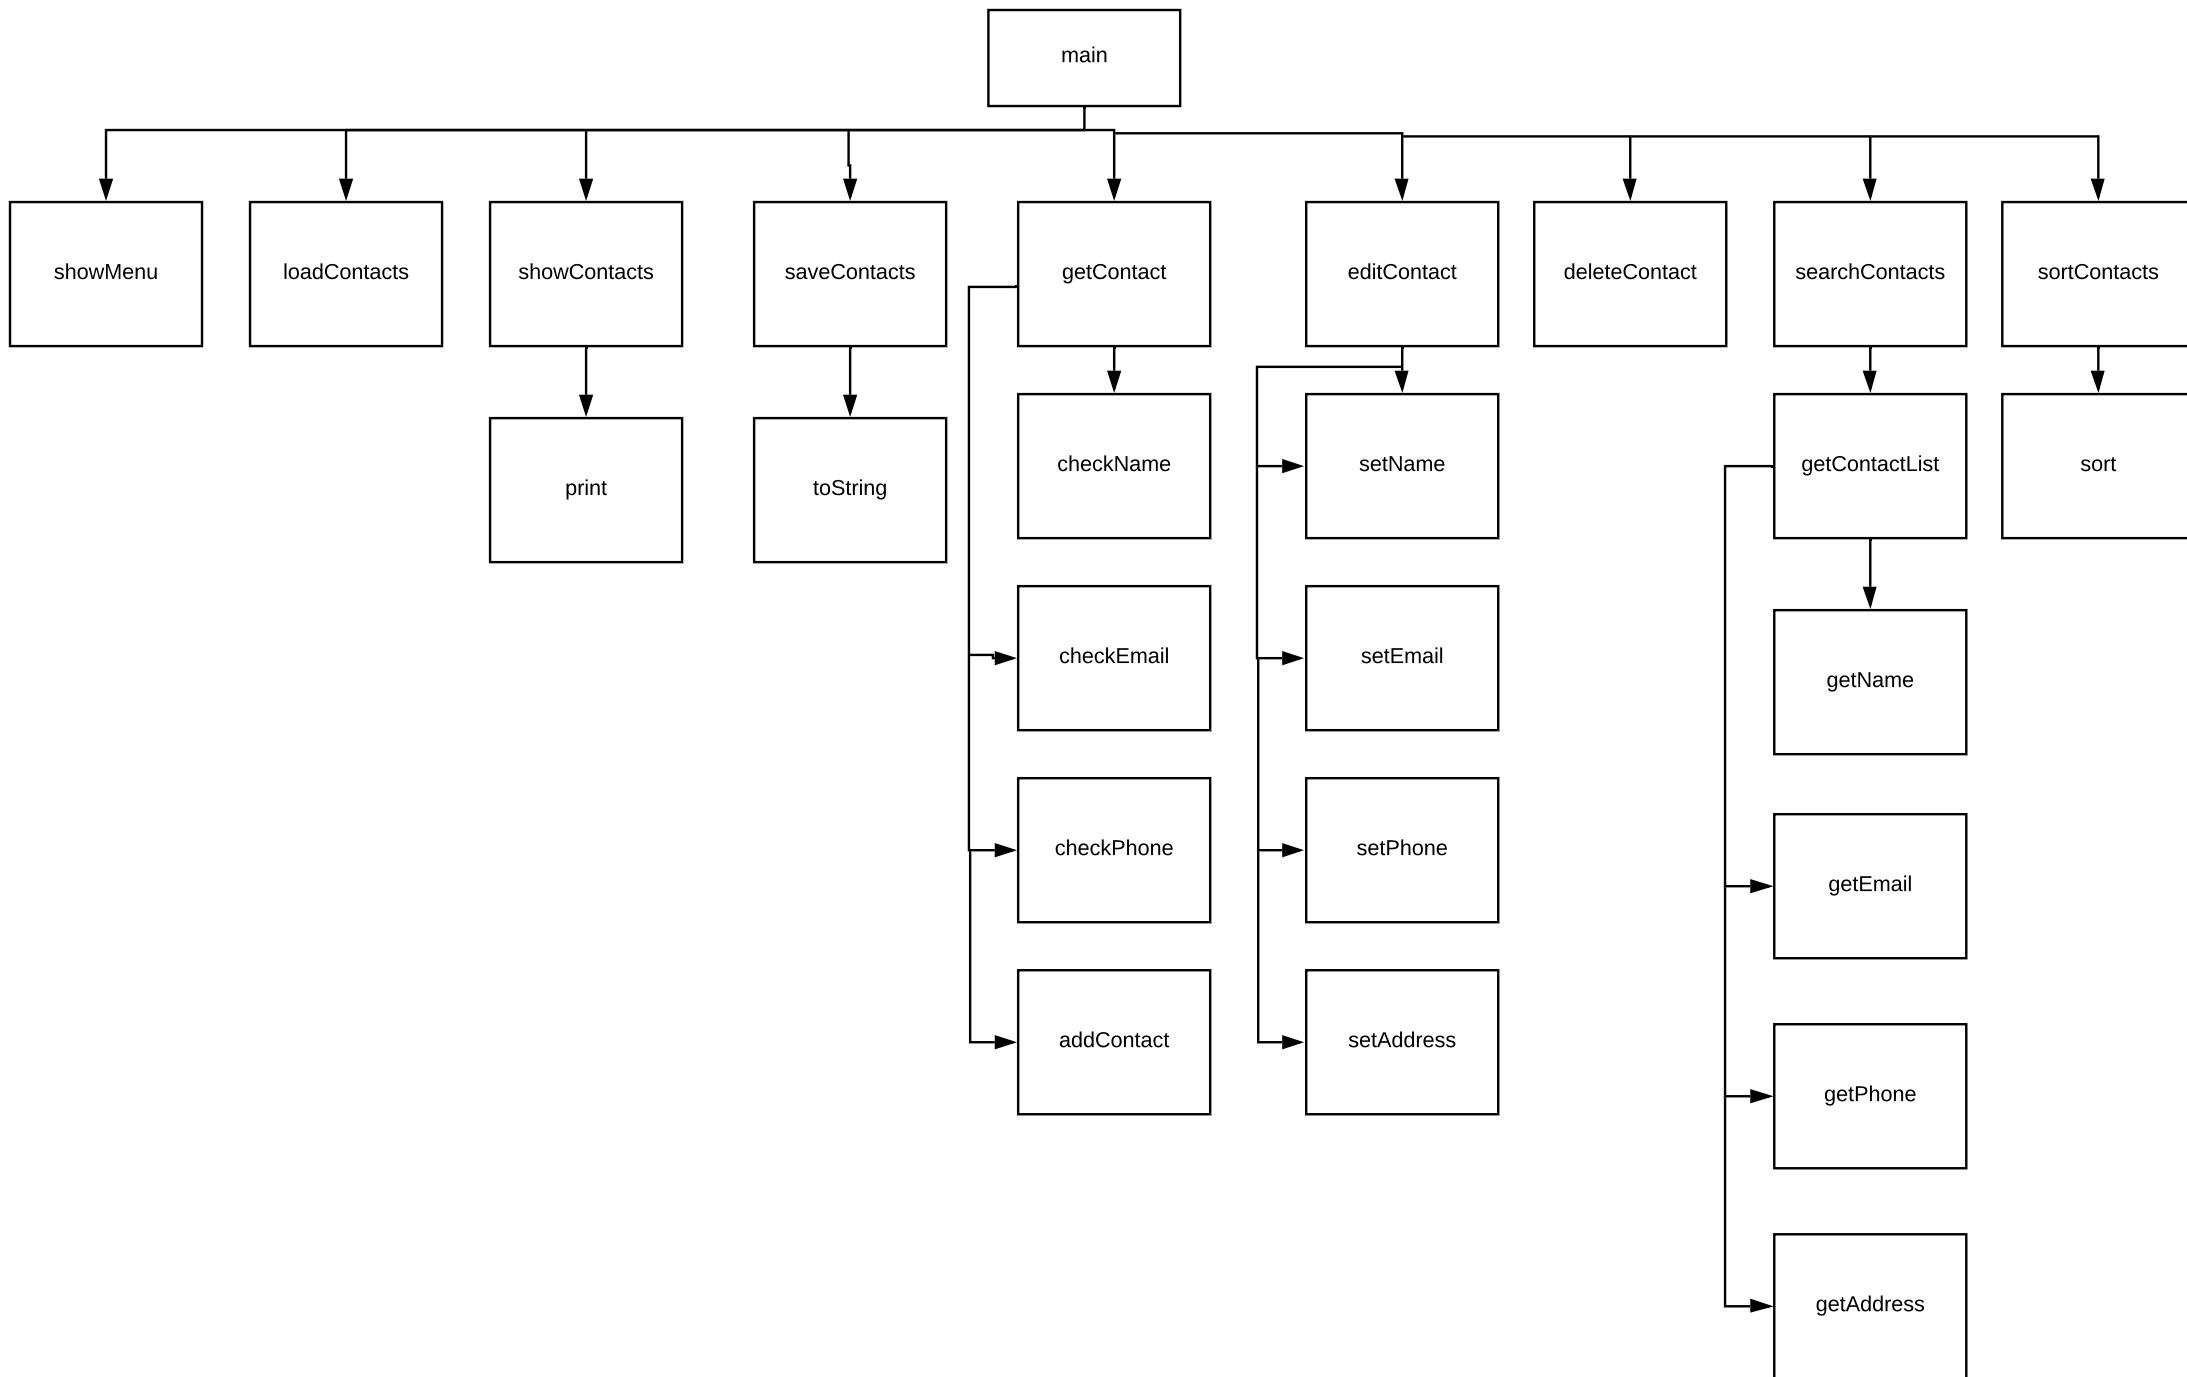 main
showMenu
loadContacts
showContacts
saveContacts
getContact
editContact
deleteContact
searchContacts
sortContacts
print
toString
checkName
setName
getContactList
sort
checkEmail
setEmail
getName
checkPhone
setPhone
getEmail
addContact
setAddress
getPhone
getAddress